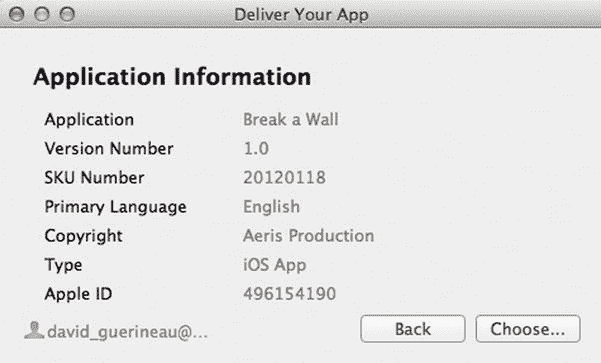 Deliver Your App
Application Information
Application Break a Wall
Version Number 1.0
SKU Number 20120118
Primary Language English
Copyright Aeris Production
Type iOS App
Apple ID 496154190
david_guerineau@... Back Choose...